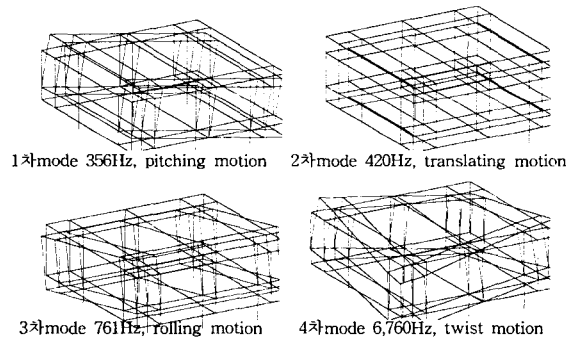 1차mode 356Hz, pitching motion
2차mode 420Hz, translating motion
3차mode 761Hz, rolling motion
4차mode 6,760Hz, twist motion